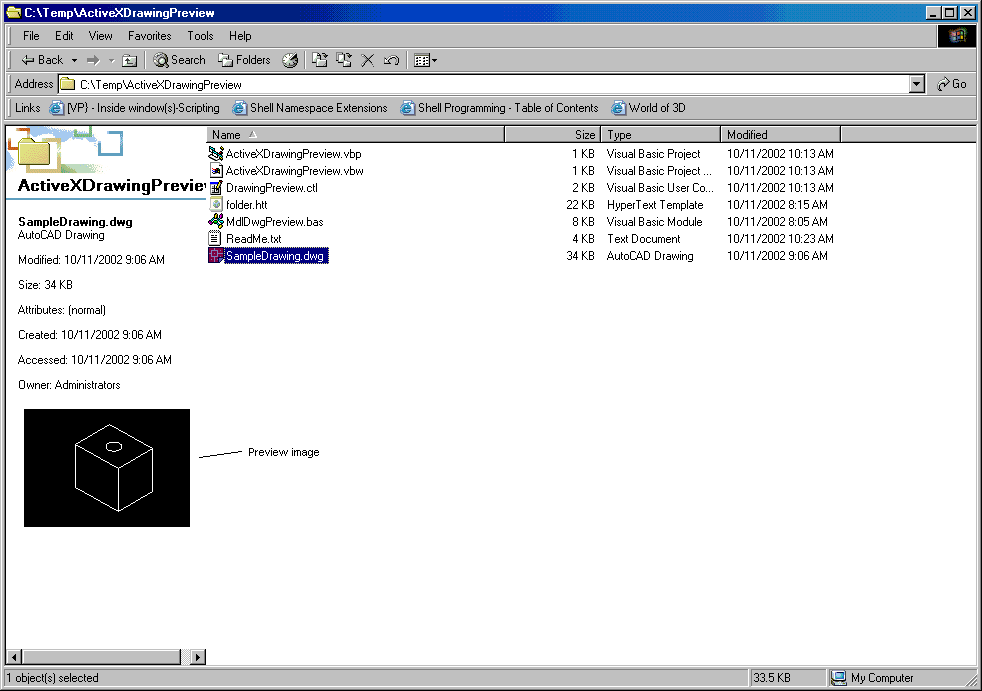 C:\Temp\ActiveXDrawingPreview
File Edit View Favorites Tools Help
Back Search Folders
Address C:\Temp\ActiveXDrawingPreview Go
Links [VP} - Inside window(s)-Scripting Shell Namespace Extensions Shell Programming - Table of Contents World of 3D
Name Size Type Modified
ActiveXDrawingPreview.vbp 1 KB Visual Basic Project 10/11/2002 10:13 AM
ActiveXDrawingPreview.vbw 1 KB Visual Basic Project ... 10/11/2002 10:13 AM
DrawingPreview.ctl 2 KB Visual Basic User Co... 10/11/2002 10:13 AM
folder.htt 22 KB HyperText Template 10/11/2002 8:15 AM
MdlDwgPreview.bas 8 KB Visual Basic Module 10/11/2002 8:05 AM
ReadMe.txt 4 KB Text Document 10/11/2002 10:23 AM
SampleDrawing.dwg 34 KB AutoCAD Drawing 10/11/2002 9:06 AM
ActiveXDrawingPrevie
SampleDrawing.dwg
AutoCAD Drawing
Modified: 10/11/2002 9:06 AM
Size: 34 KB
Attributes: (normal)
Created: 10/11/2002 9:06 AM
Accessed: 10/11/2002 9:06 AM
Owner: Administrators
Preview image
1 object(s) selected 33.5 KB My Computer